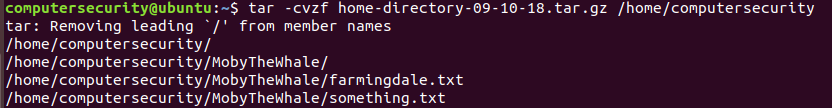 computersecurity@ubuntu:~$ tar -cvzf home-directory-09-10-18.tar.gz /home/computersecurity
tar: Removing leading `/' from member names
/home/computersecurity/
/home/computersecurity/MobyTheWhale/
/home/computersecurity/MobyTheWhale/farmingdale.txt
/home/computersecurity/MobyTheWhale/something.txt